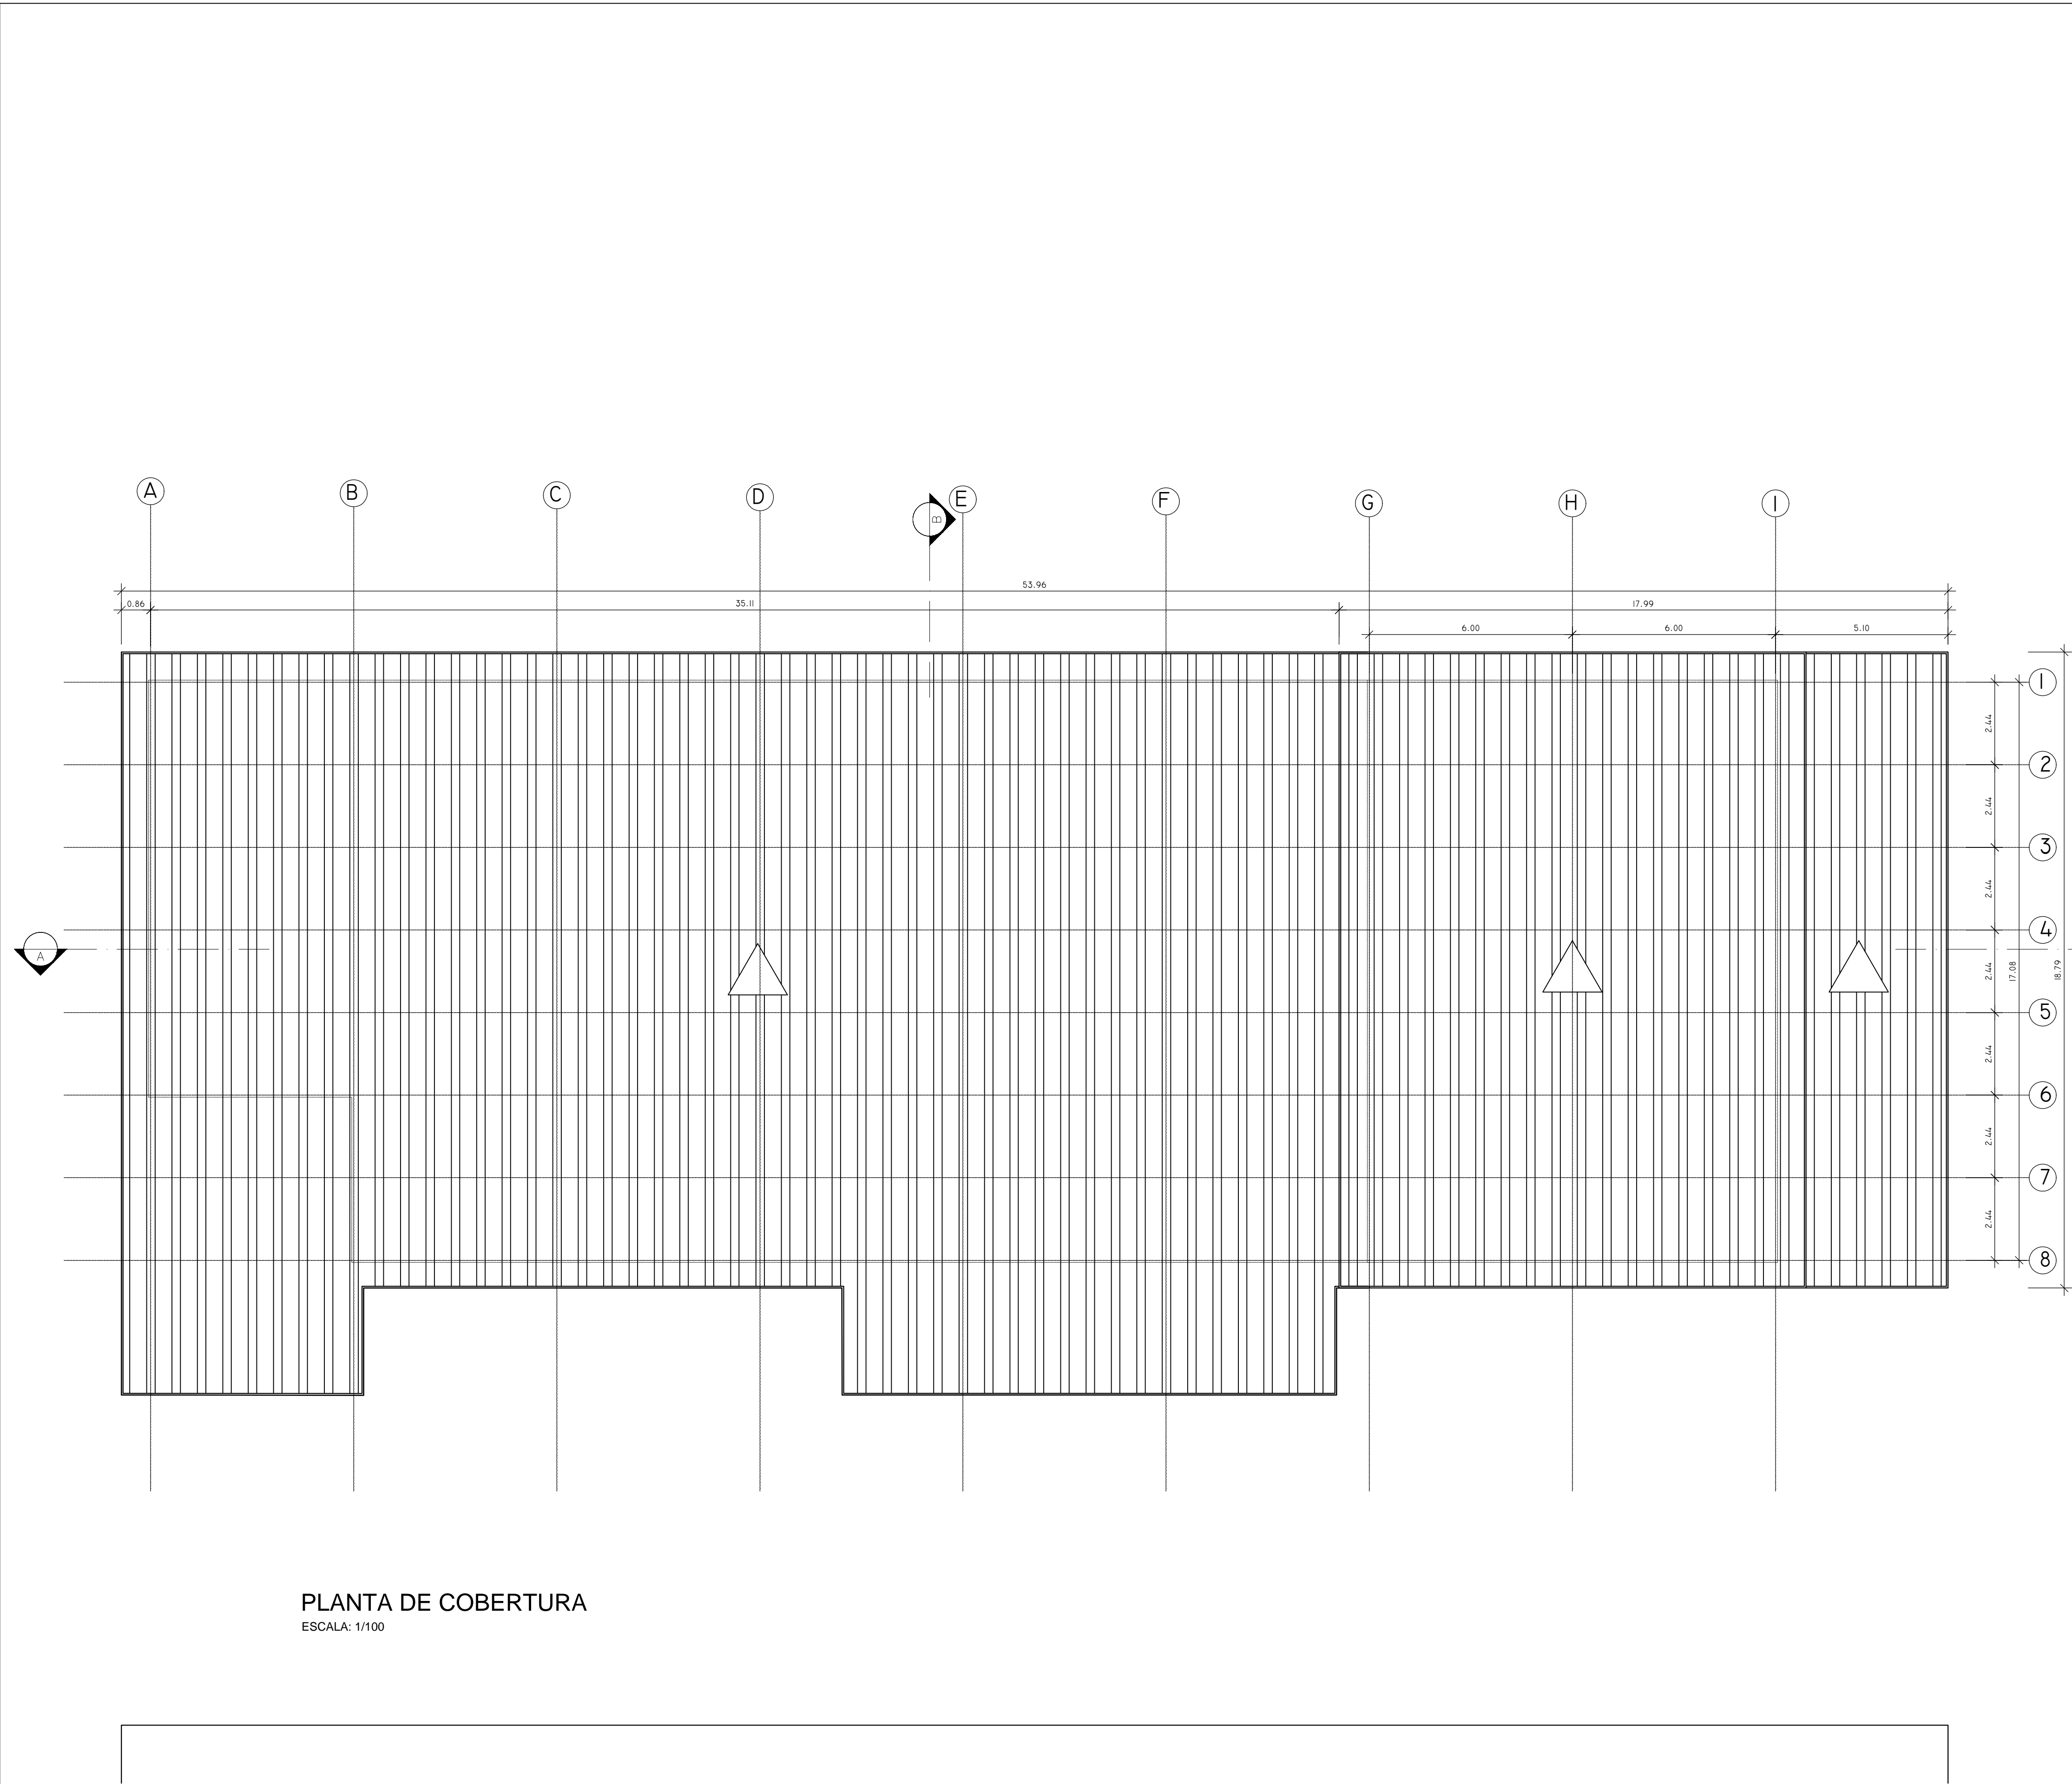 A
B
C
D
E
F
G
H
I
B
53.96
0.86
35.11
17.99
6.00
6.00
5.10
1
2.44
2
2.44
3
2.44
4
A
2.44
17.08
18.79
5
2.44
6
2.44
7
2.44
8
PLANTA DE COBERTURA
ESCALA: 1/100